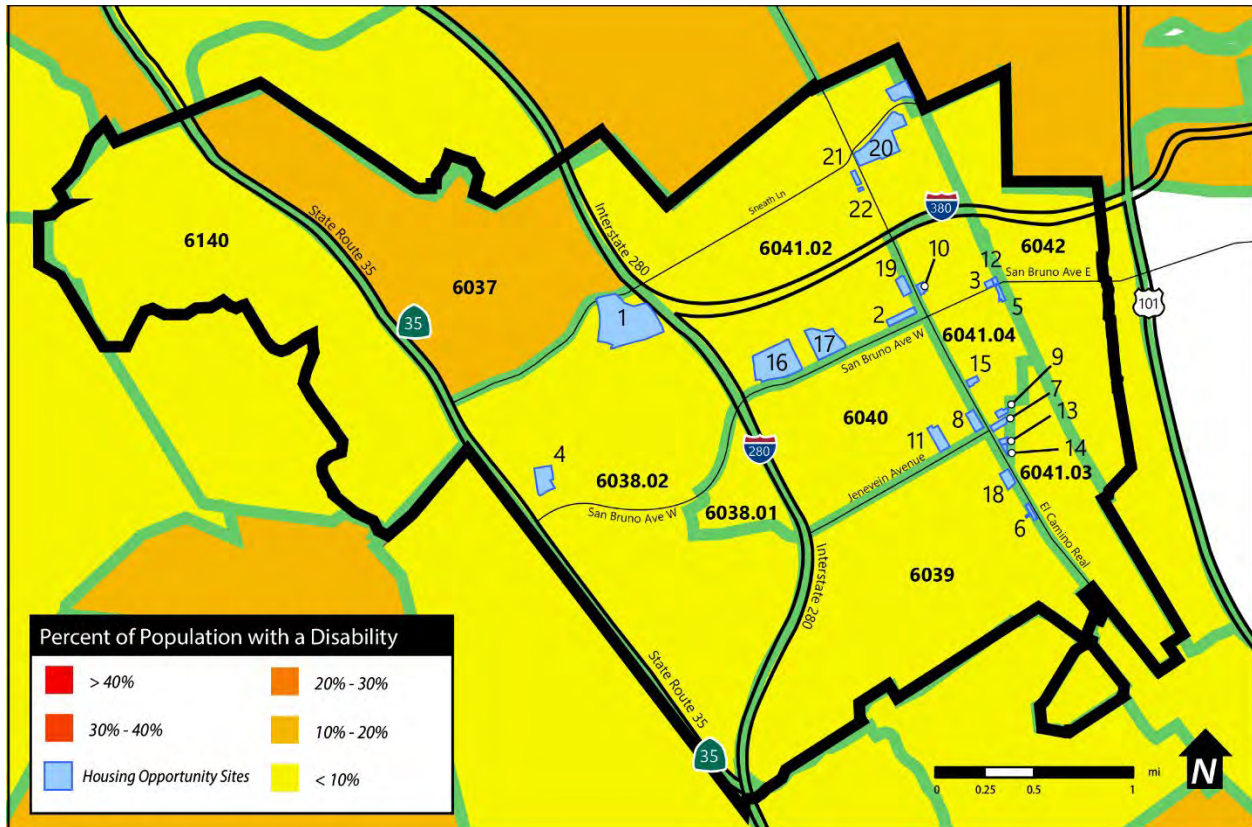 21
20
Sneath Ln
22
380
6140
State Route 35
Interstate 280
6041.02
10
6042
12
San Bruno Ave E
6037
19
3
5
101
35
1
2
6041.04
16
17
San Bruno Ave W
15
9
7
6040
8
13
11
14
280
4
6038.02
Jenevein Avenue
6041.03
San Bruno Ave W
6038.01
18
6
El Camino Real
Interstate 280
6039
State Route 35
35
Percent of Population with a Disability
> 40%
20% - 30%
30% - 40%
10% - 20%
Housing Opportunity Sites
< 10%
mi
0
0.25
0.5
1
N